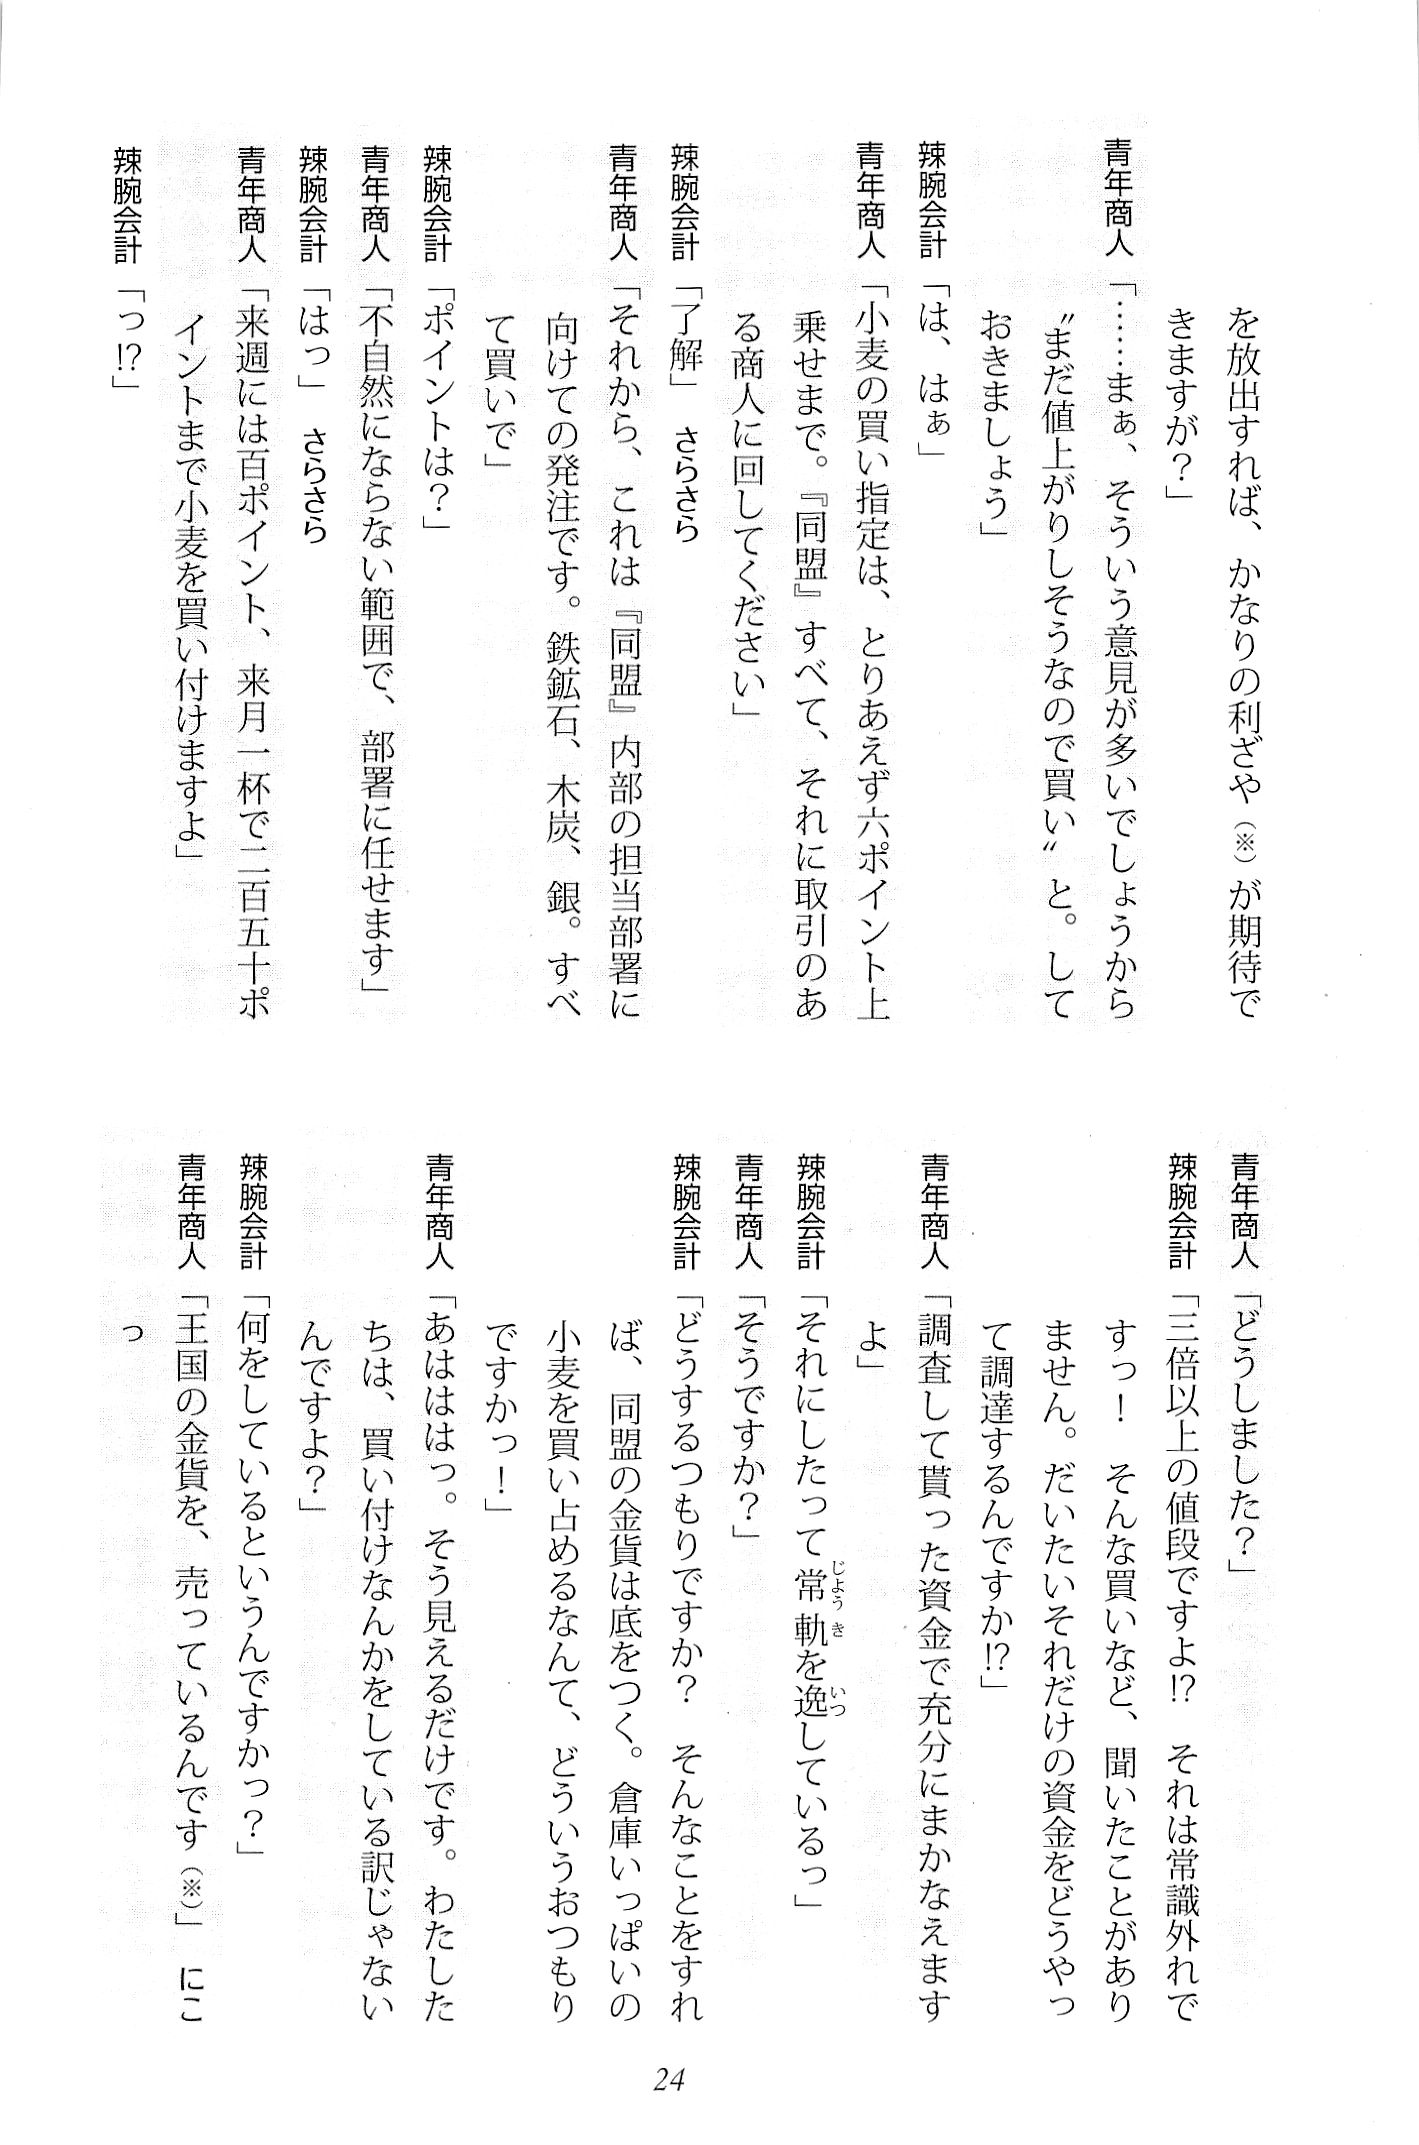 を放出すれば、かなりの利ざや（※）が期待で
きますが？」
青年商人「……まぁ、そういう意見が多いでしょうから
〝まだ値上がりしそうなので買い〟と。して
おきましょう」
辣腕会計「は、はぁ」
青年商人「小麦の買い指定は、とりあえず六ポイント上
乗せまで。『同盟』すべて、それに取引のあ
る商人に回してください」
辣腕会計「了解」　さらさら
青年商人「それから、これは『同盟』内部の担当部署に
向けての発注です。鉄鉱石、木炭、銀。すべ
て買いで」
辣腕会計「ポイントは？」
青年商人「不自然にならない範囲で、部署に任せます」
辣腕会計「はっ」　さらさら
青年商人「来週には百ポイント、来月一杯で二百五十ポ
イントまで小麦を買い付けますよ」
辣腕会計「っ!?」
青年商人「どうしました？」
辣腕会計「三倍以上の値段ですよ!?　それは常識外れで
すっ！　そんな買いなど、聞いたことがあり
ません。だいたいそれだけの資金をどうやっ
て調達するんですか!?」
青年商人「調査して貰った資金で充分にまかなえます
よ」
辣腕会計「それにしたって常軌を逸しているっ」
青年商人「そうですか？」
辣腕会計「どうするつもりですか？　そんなことをすれ
ば、同盟の金貨は底をつく。倉庫いっぱいの
小麦を買い占めるなんて、どういうおつもり
ですかっ！」
青年商人「あはははっ。そう見えるだけです。わたした
ちは、買い付けなんかをしている訳じゃない
んですよ？」
辣腕会計「何をしているというんですかっ？」
青年商人「王国の金貨を、売っているんです（※）」　にこ
っ
24